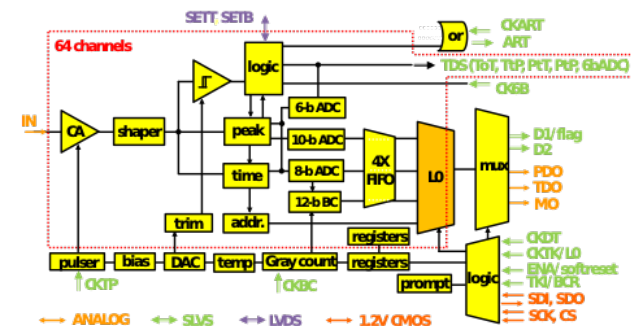 SETT SETB
CKART
or
ART
64 channels
logic
TDS (ToT, TtP, PtT, PtP, 6bADC)
CK6B
6-b ADC
IN
CA
shaper
peak
10-b ADC
4X
FIFO
L0
mux
D1/flag
D2
time
8-b ADC
PDO
TDO
12-b BC
MO
trim
addr.
registers
CKDT
pulser
bias
DAC
temp
Gray count
registers
logic
CKTK/L0
ENA/softreset
CKTP
CKBC
prompt
TKI/BCR
SDI, SDO
SCK, CS
ANALOG
SLVS
LVDS
1.2V CMOS